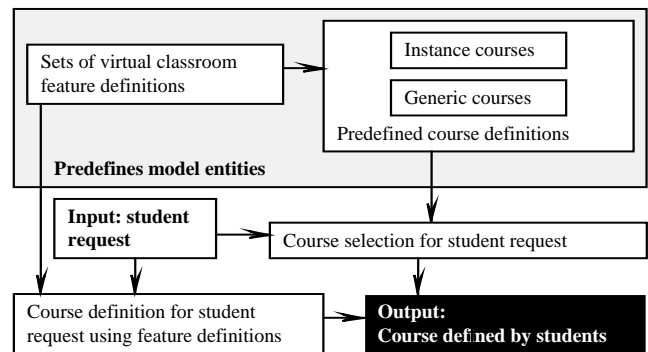 Sets of virtual classroom
feature definitions
Instance courses
Generic courses
Predefined course definitions
Predefines model entities
Input: student
request
Course selection for student request
Course definition for student
request using feature definitions
Output:
Course defined by students